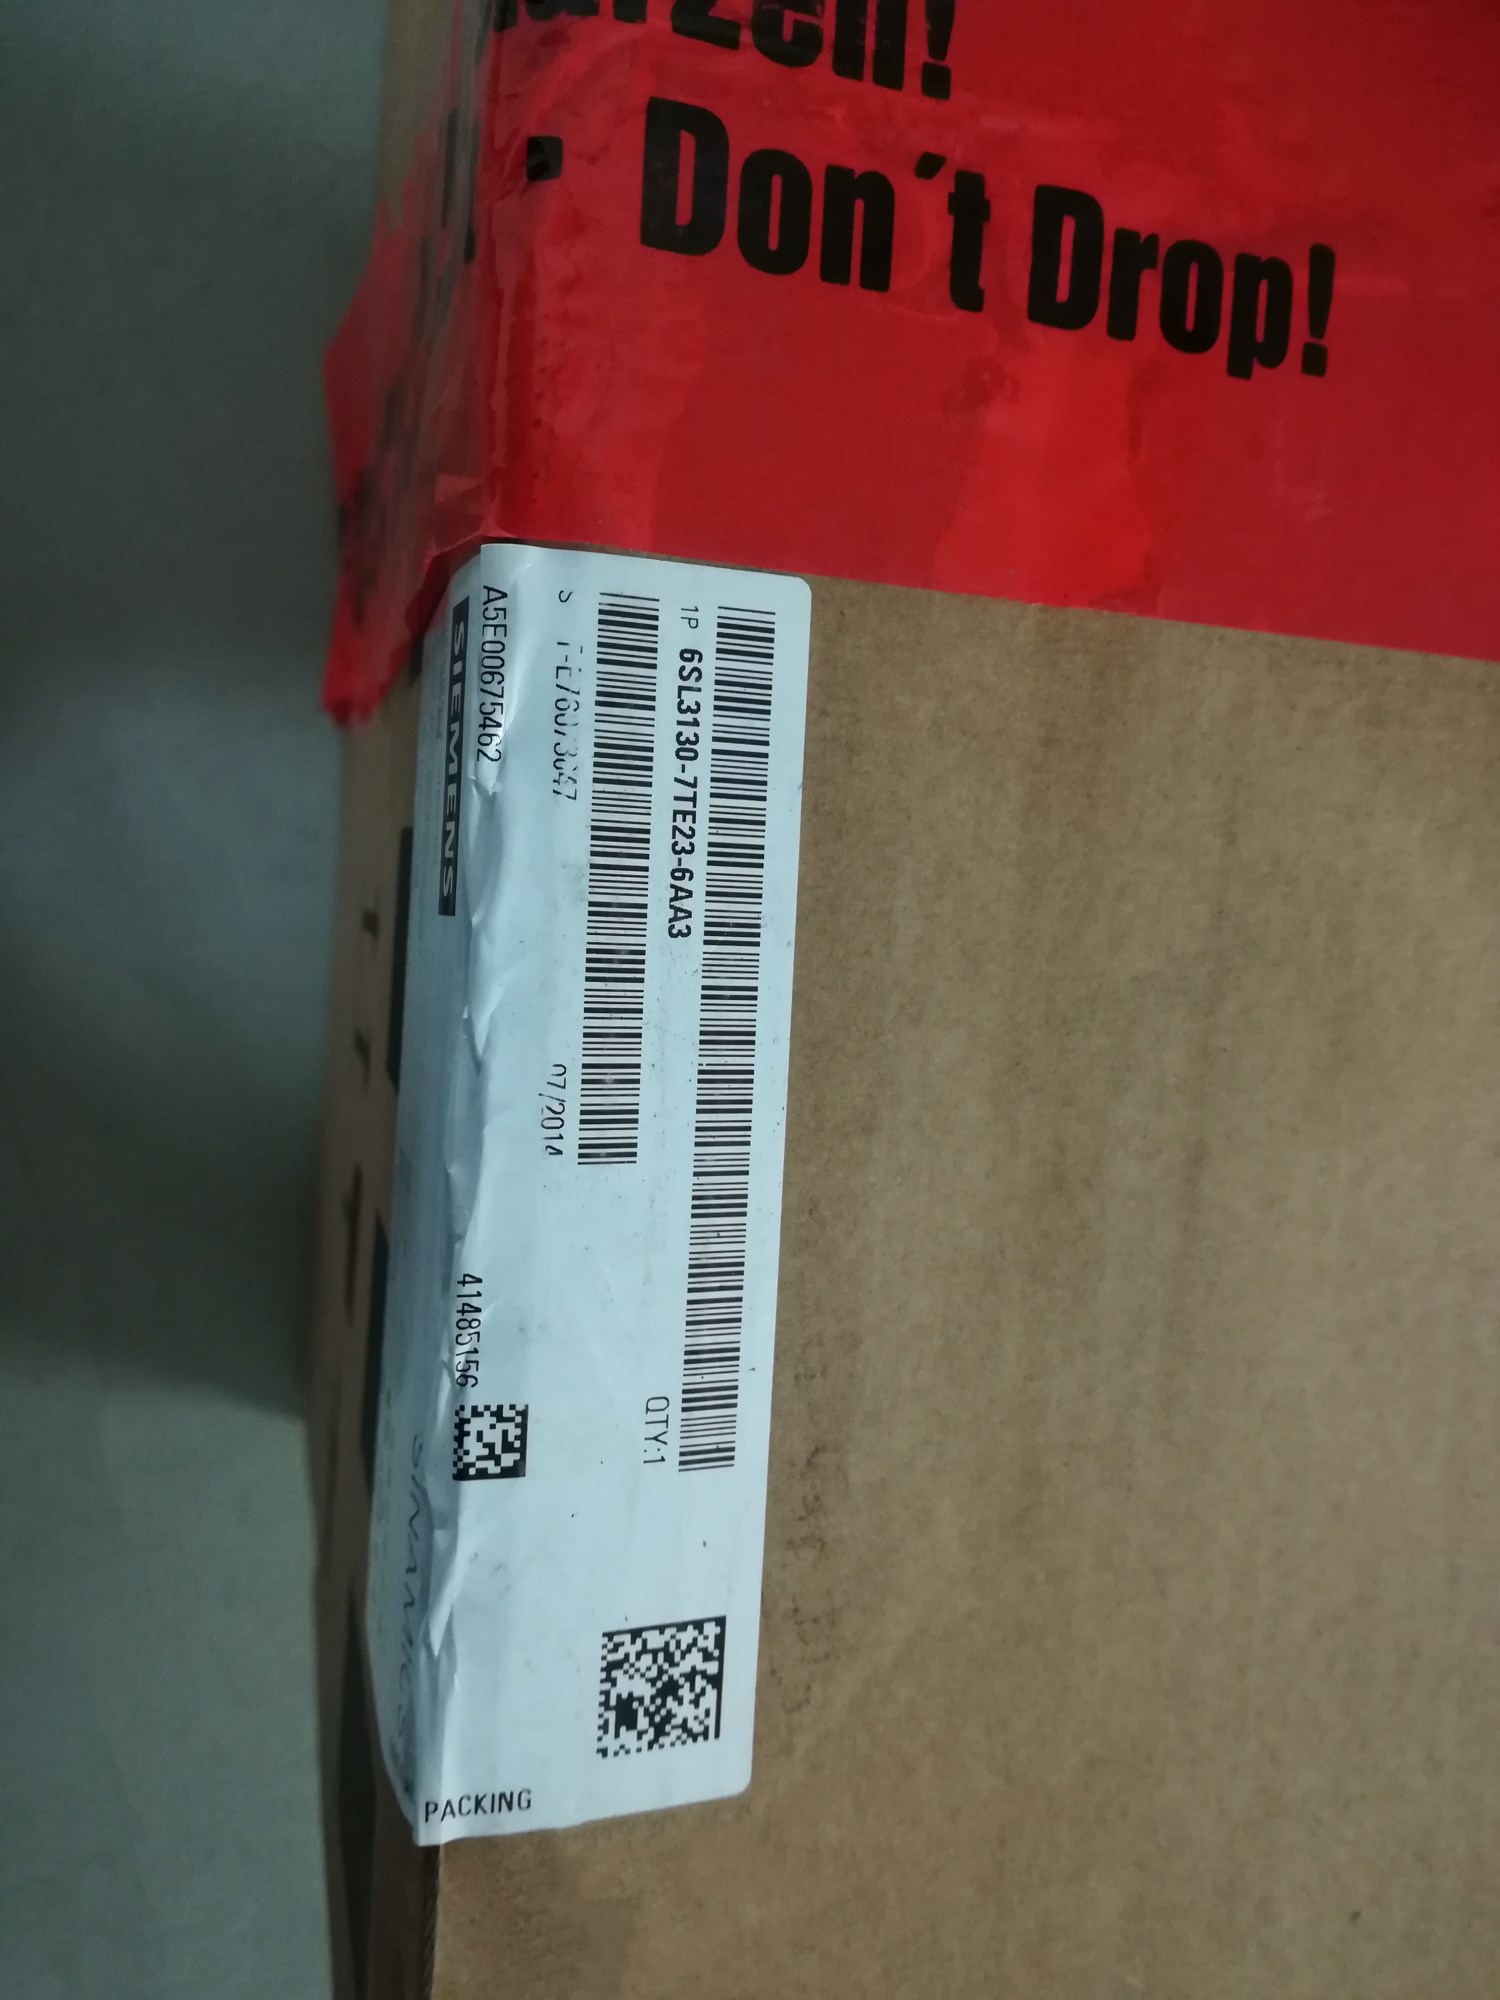 Don´t Drop!
1P 6SL3130-7TE23-6AA3
QTY:1
S
07/2014
A5E00675462
41485156
SIEMENS
PACKING